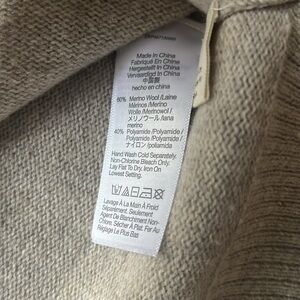 Made In China
Fabriqué En China
Hergestellt In China
Vervaardind In China
中国製
hecho en china
60% Merino Wool /Laine
Mérinos /Merino
Wolle /Merinowol /
メリノウール /lana
merino
40% Polyamide /Polyamide /
Polyamid /Polyamide /
ナイロン /poliamida
Hand Wash Cold Separately.
Non-Chlorine Bleach Only.
Lay Flat To Dry. Iron On
Lowest Setting.
Lavage À La Main À Froid
Séparément. Seulement
Agent De Blanchiment Non-
Chloré. Sécher À Plat. Fer Au
Réglage Le Plus Bas